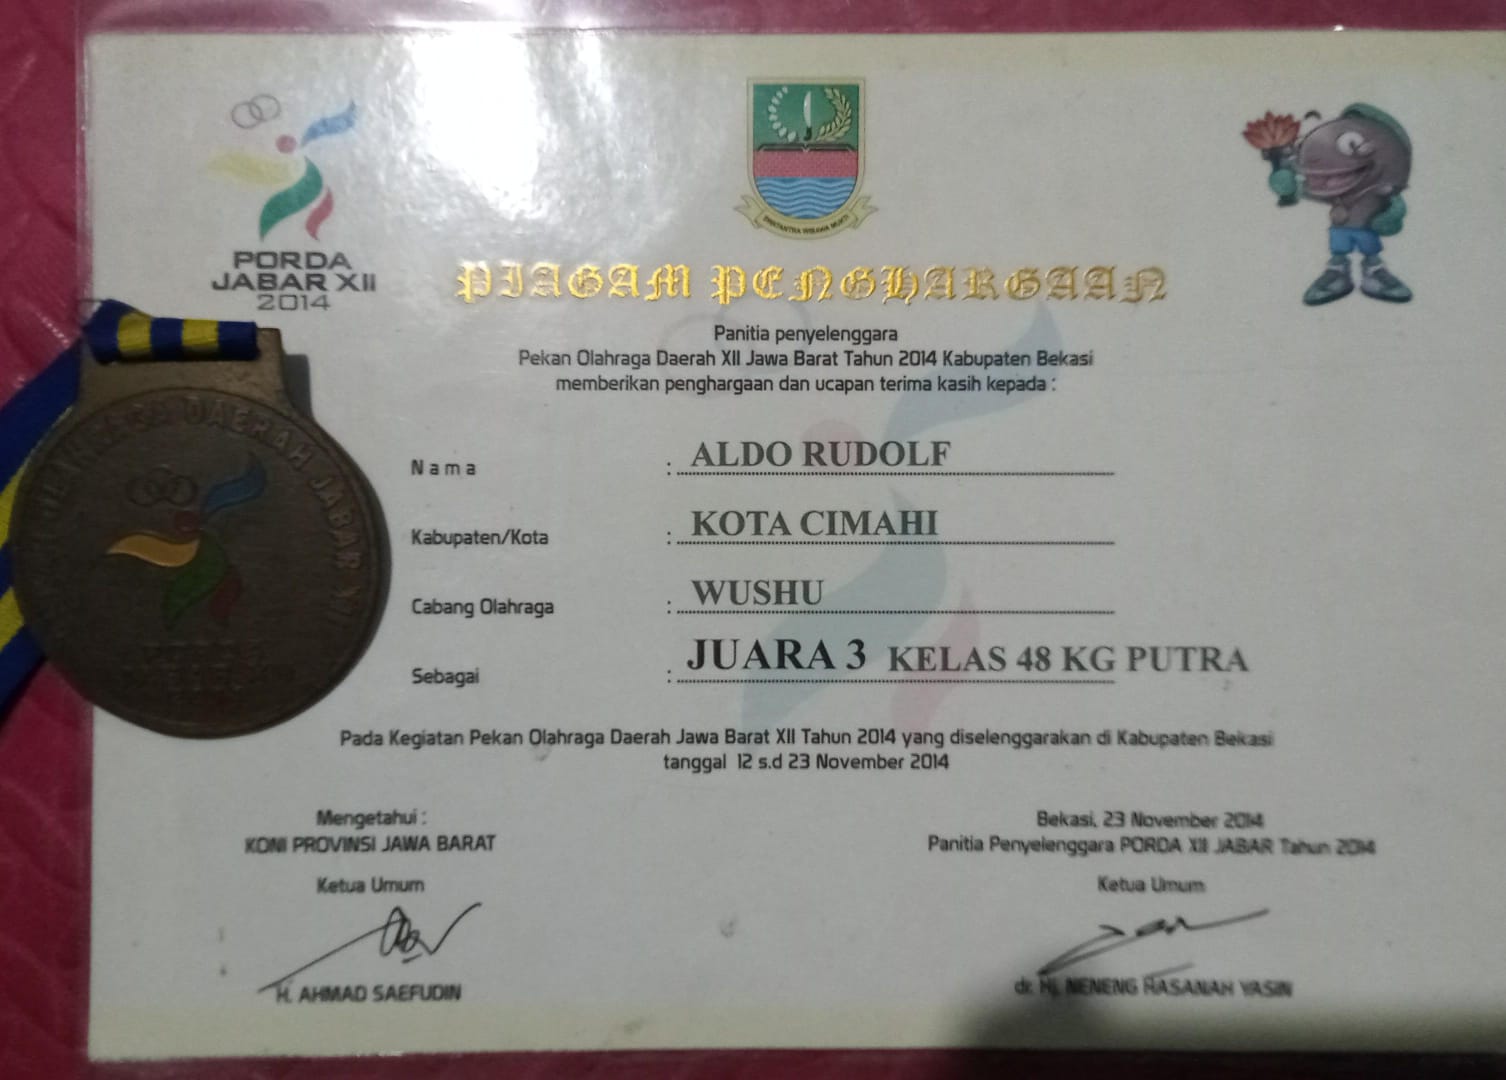 PORDA
JABAR XII
2014
PIAGAM PENGHARGAAN
Panitia penyelenggara
Pekan Olahraga Daerah XII Jawa Barat Tahun 2014 Kabupaten Bekasi
memberikan penghargaan dan ucapan terima kasih kepada :
Nama : ALDO RUDOLF
Kabupaten/Kota : KOTA CIMAHI
Cabang Olahraga : WUSHU
Sebagai : JUARA 3 KELAS 48 KG PUTRA
Pada Kegiatan Pekan Olahraga Daerah Jawa Barat XII Tahun 2014 yang diselenggarakan di Kabupaten Bekasi
tanggal 12 s.d 23 November 2014
Mengetahui :
KONI PROVINSI JAWA BARAT
Ketua Umum
H. AHMAD SAEFUDIN
Bekasi, 23 November 2014
Panitia Penyelenggara PORDA XII JABAR Tahun 2014
Ketua Umum
dr. Hj. NENENG HASANAH YASIN
DAERAH JABAR XII